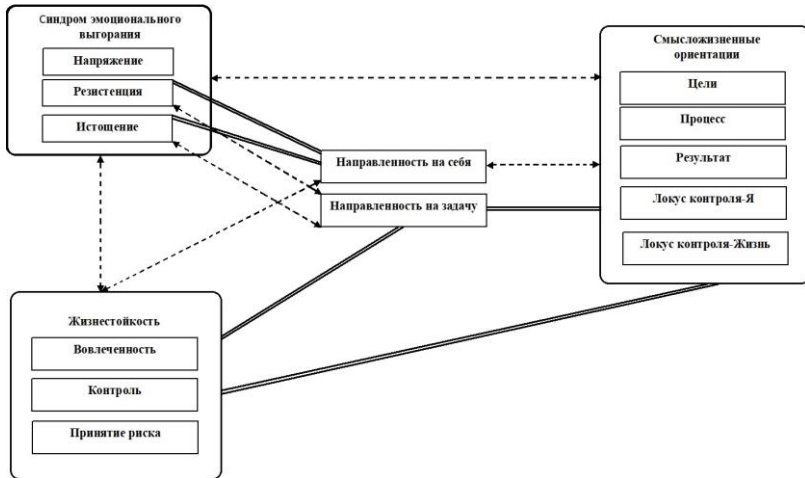 Синдром эмоционального
выгорания
Напряжение
Резистенция
Истощение
Смысложизненные
ориентации
Цели
Процесс
Результат
Локус контроля-Я
Локус контроля-Жизнь
Направленность на себя
Направленность на задачу
Жизнестойкость
Вовлеченность
Контроль
Принятие риска